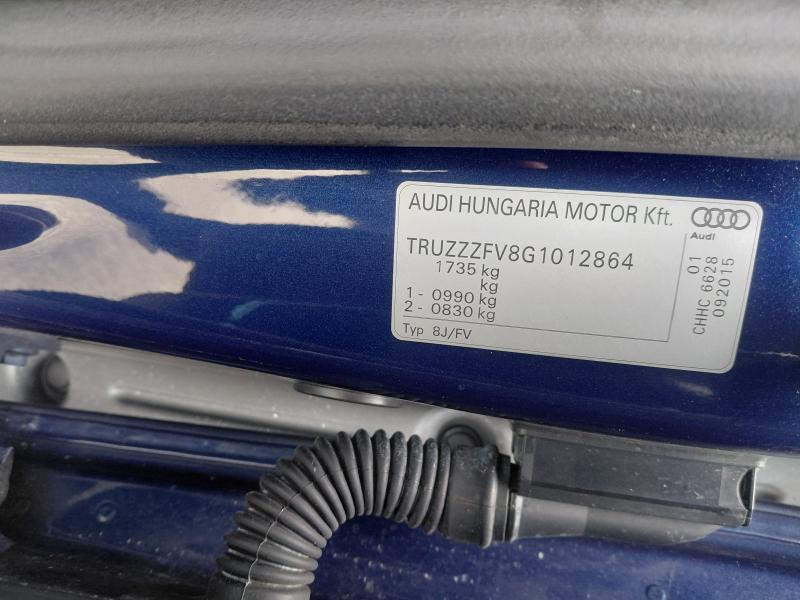 AUDI HUNGARIA MOTOR Kft.
Audi
TRUZZZFV8G1012864
1735 kg
kg
1- 0990 kg
2- 0830 kg
Typ 8J/FV
01
CHHC 6628
092015